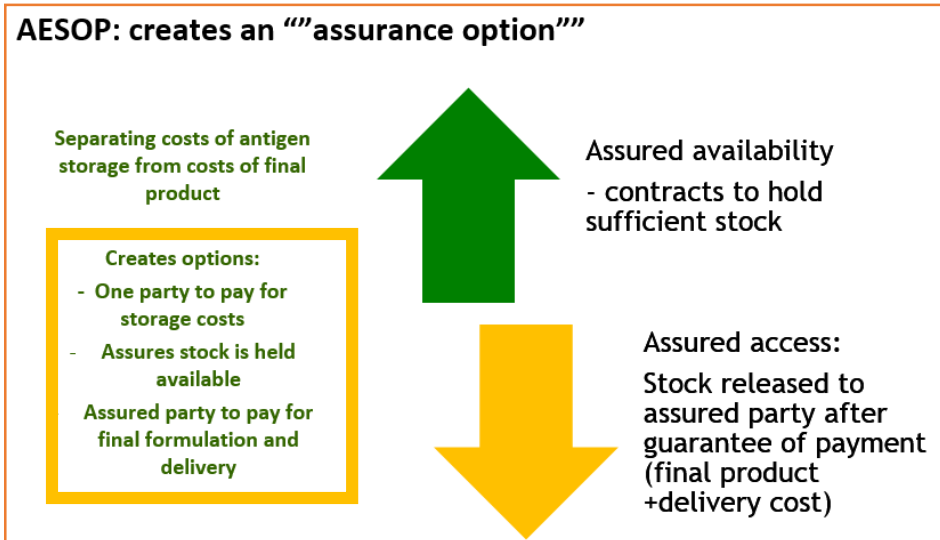 AESOP: creates an “”assurance option””
Separating costs of antigen
storage from costs of final
product
Creates options:
- One party to pay for
storage costs
- Assures stock is held
available
- Assured party to pay for
final formulation and
delivery
Assured availability
- contracts to hold
sufficient stock
Assured access:
Stock released to
assured party after
guarantee of payment
(final product
+delivery cost)